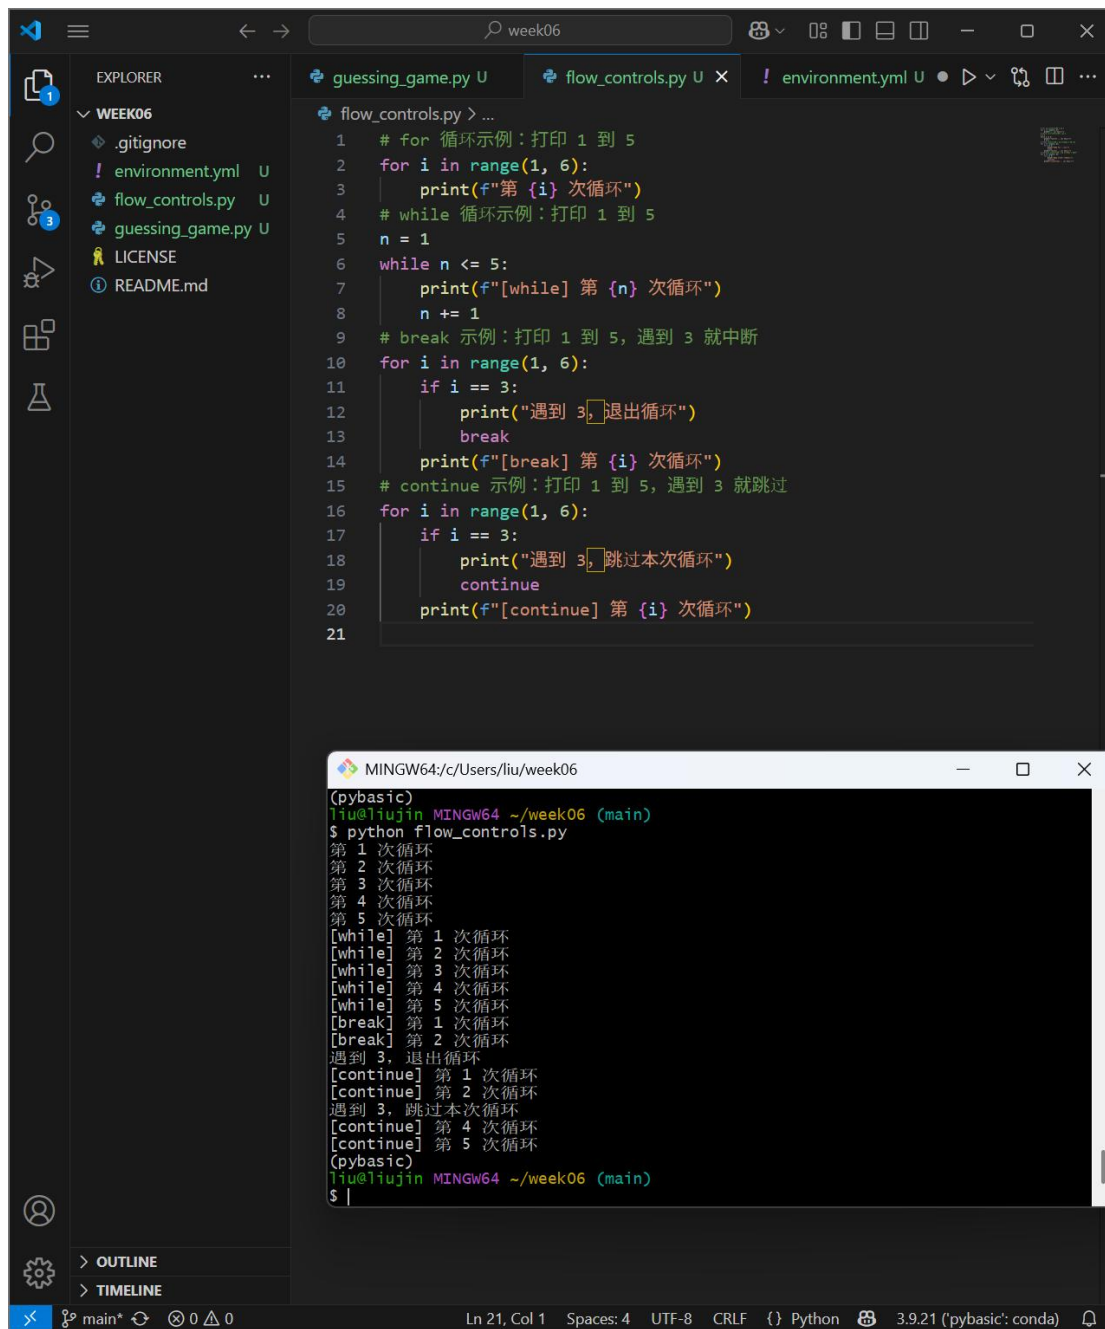 week06
EXPLORER
guessing_game.py U
flow_controls.py U
! environment.yml U
WEEK06
.gitignore
! environment.yml U
flow_controls.py U
guessing_game.py U
LICENSE
README.md
1
3
flow_controls.py > ...
1 # for 循环示例：打印 1 到 5
2 for i in range(1, 6):
3 print(f"第 {i} 次循环")
4 # while 循环示例：打印 1 到 5
5 n = 1
6 while n <= 5:
7 print(f"[while] 第 {n} 次循环")
8 n += 1
9 # break 示例：打印 1 到 5，遇到 3 就中断
10 for i in range(1, 6):
11 if i == 3:
12 print("遇到 3，退出循环")
13 break
14 print(f"[break] 第 {i} 次循环")
15 # continue 示例：打印 1 到 5，遇到 3 就跳过
16 for i in range(1, 6):
17 if i == 3:
18 print("遇到 3，跳过本次循环")
19 continue
20 print(f"[continue] 第 {i} 次循环")
21
MINGW64:/c/Users/liu/week06
(pybasic)
liu@liujin MINGW64 ~/week06 (main)
$ python flow_controls.py
第 1 次循环
第 2 次循环
第 3 次循环
第 4 次循环
第 5 次循环
[while] 第 1 次循环
[while] 第 2 次循环
[while] 第 3 次循环
[while] 第 4 次循环
[while] 第 5 次循环
[break] 第 1 次循环
[break] 第 2 次循环
遇到 3，退出循环
[continue] 第 1 次循环
[continue] 第 2 次循环
遇到 3，跳过本次循环
[continue] 第 4 次循环
[continue] 第 5 次循环
(pybasic)
liu@liujin MINGW64 ~/week06 (main)
$
OUTLINE
TIMELINE
main* 0 0 Ln 21, Col 1 Spaces: 4 UTF-8 CRLF {} Python 3.9.21 ('pybasic': conda)